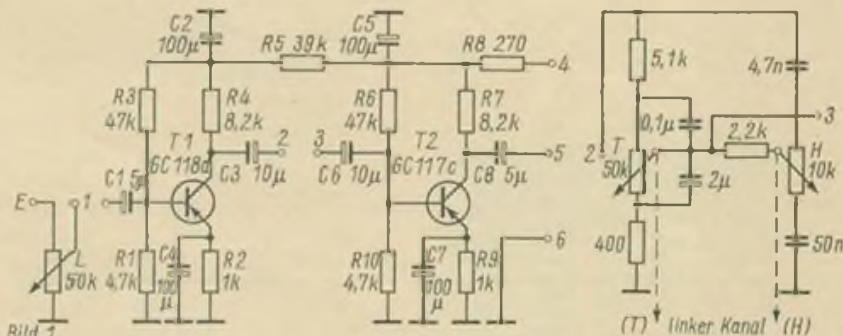 C2
100µ
C5
100µ
R5 39k
R8 270
4
R3
47k
R4
8,2k
R6
47k
R7
8,2k
T1
GC118d
2
C3
10µ
3
C6 10µ
T2
GC117c
5
C8 5µ
C1 5µ
E
1
L
50k
R1
4,7k
C4
100
µ
R2
1k
R10
4,7k
C7
100
µ
R9
1k
6
Bild 1
5,1k
4,7n
0,1µ
3
2
T
50k
2,2k
H
10k
2µ
400
50n
(T) linker Kanal (H)